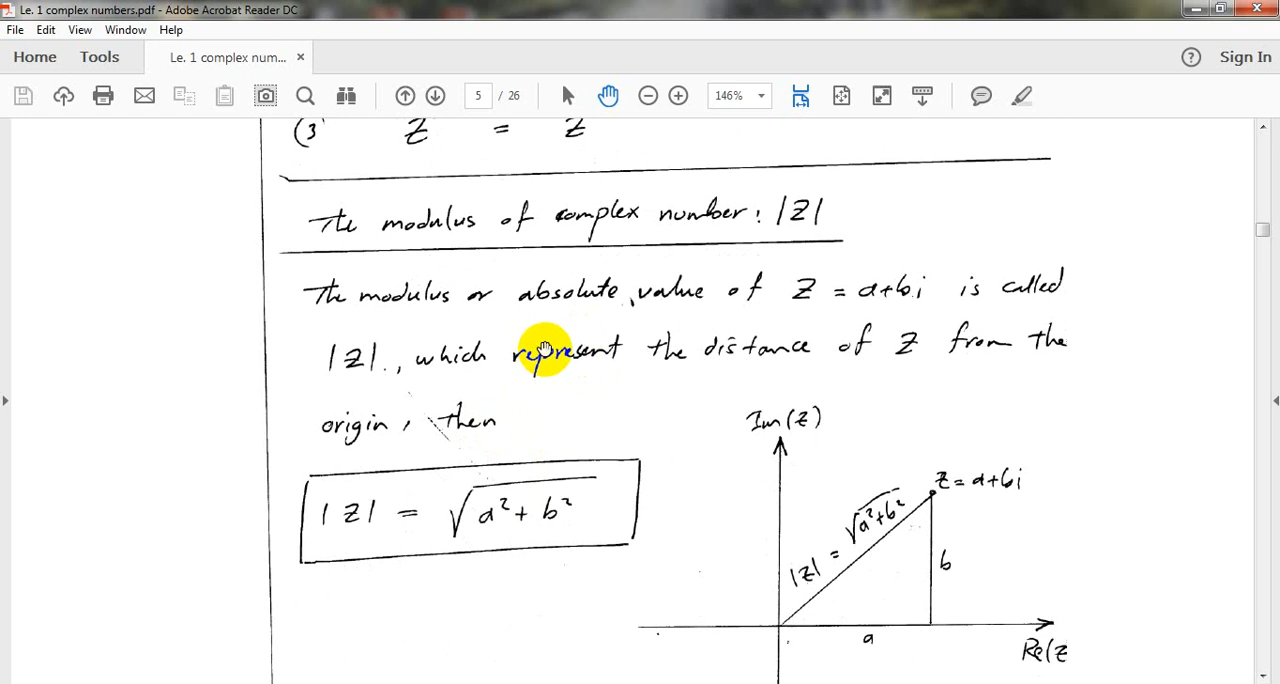 Le. 1 complex numbers.pdf - Adobe Acrobat Reader DC
File Edit View Window Help
Home Tools Le. 1 complex num... × ? Sign In
5 / 26 146%
(3) Z = Z
The modulus of complex number: |Z|
The modulus or absolute value of Z = a+bi is called
|Z|., which represent the distance of Z from the
origin, then
|Z| = √a²+b²
Im(Z)
Z = a+bi
|Z| = √a²+b²
b
a
Re(Z